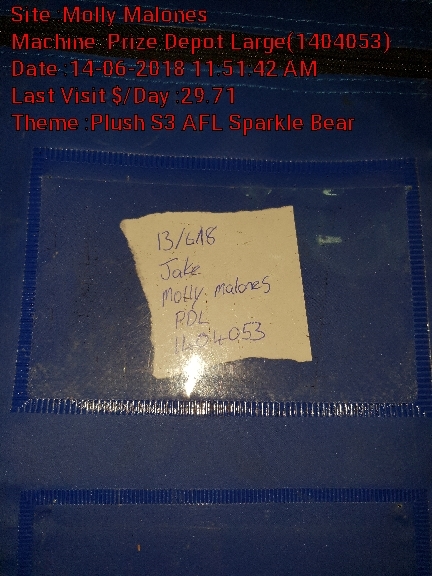 Site :Molly Malones
Machine :Prize Depot Large(1404053)
Date :14-06-2018 11:51:42 AM
Last Visit $/Day :29.71
Theme :Plush S3 AFL Sparkle Bear
13/6/18
Jake
Molly malones
PDL
1404053